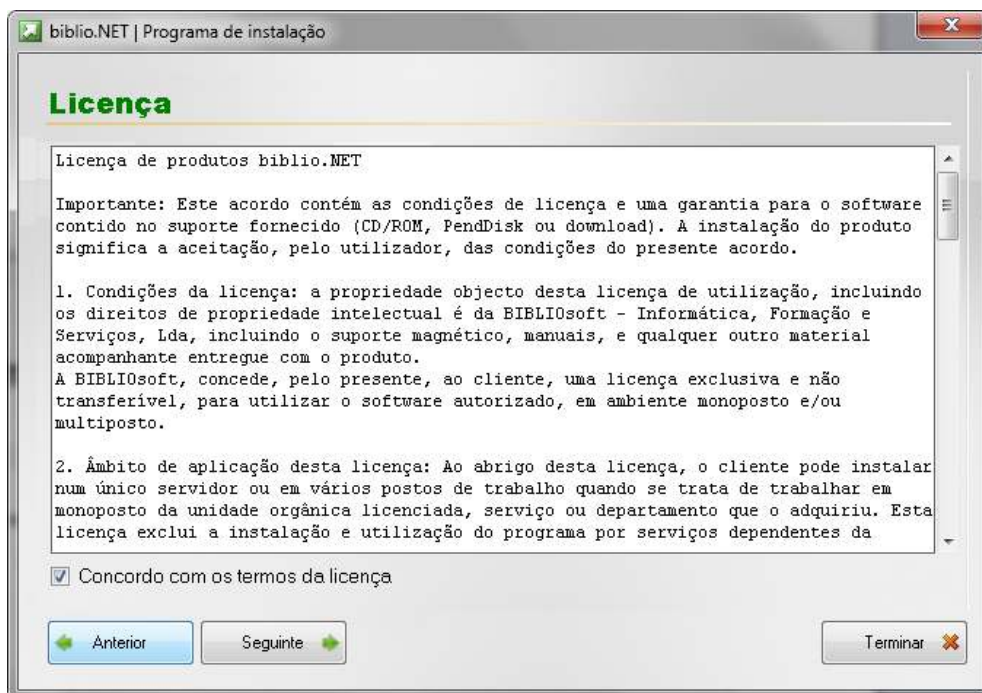 biblio.NET | Programa de instalação
Licença
Licença de produtos biblio.NET
Importante: Este acordo contém as condições de licença e uma garantia para o software
contido no suporte fornecido (CD/ROM, PendDisk ou download). A instalação do produto
significa a aceitação, pelo utilizador, das condições do presente acordo.
1. Condições da licença: a propriedade objecto desta licença de utilização, incluindo
os direitos de propriedade intelectual é da BIBLIOsoft - Informática, Formação e
Serviços, Lda, incluindo o suporte magnético, manuais, e qualquer outro material
acompanhante entregue com o produto.
A BIBLIOsoft, concede, pelo presente, ao cliente, uma licença exclusiva e não
transferível, para utilizar o software autorizado, em ambiente monoposto e/ou
multiposto.
2. Âmbito de aplicação desta licença: Ao abrigo desta licença, o cliente pode instalar
num único servidor ou em vários postos de trabalho quando se trata de trabalhar em
monoposto da unidade orgânica licenciada, serviço ou departamento que o adquiriu. Esta
licença exclui a instalação e utilização do programa por serviços dependentes da
Concordo com os termos da licença
Anterior Seguinte Terminar